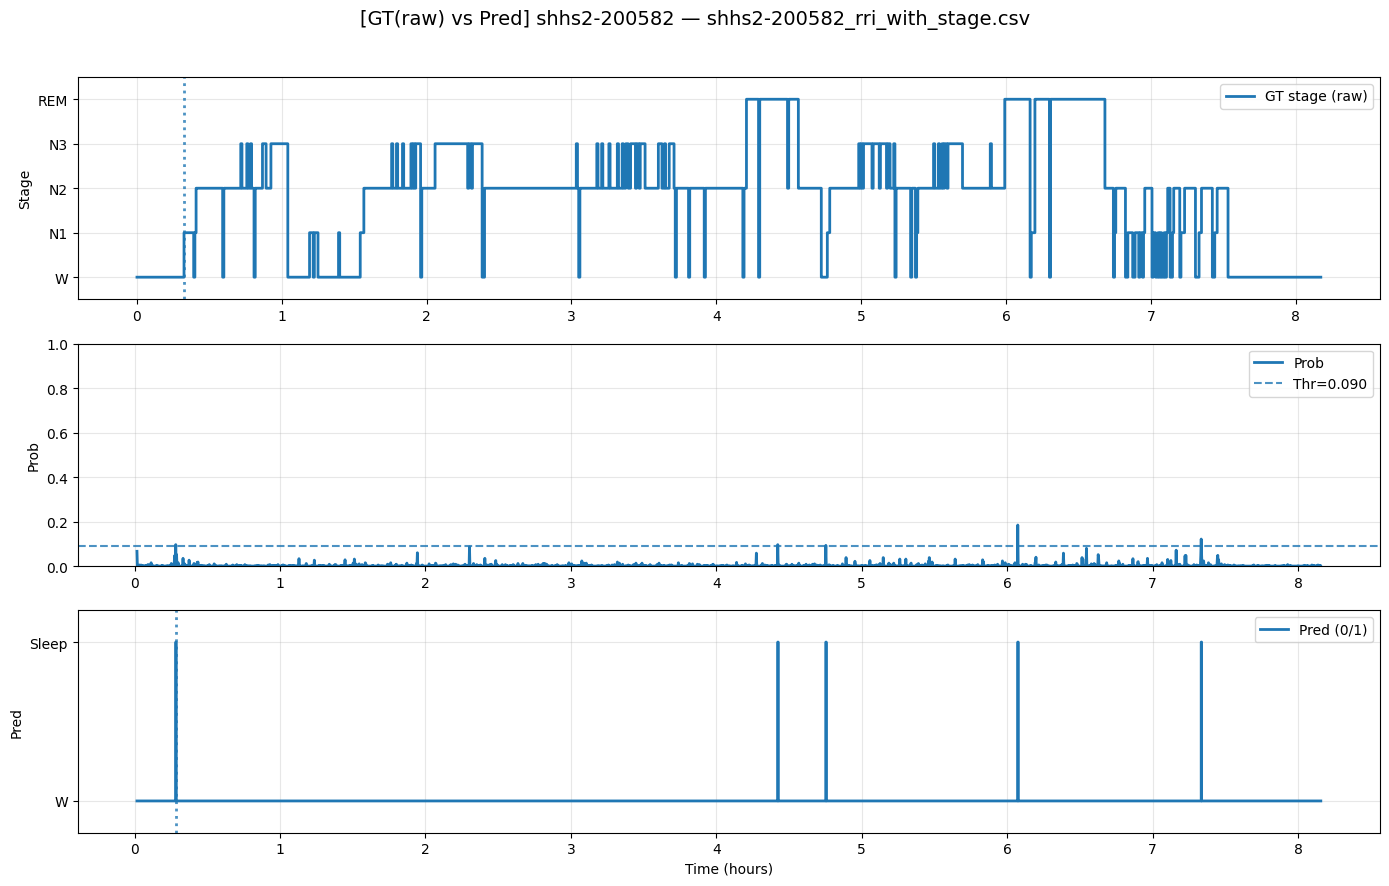 [GT(raw) vs Pred] shhs2-200582 — shhs2-200582_rri_with_stage.csv
REM
N3
N2
N1
W
Stage
GT stage (raw)
0 1 2 3 4 5 6 7 8
1.0
0.8
0.6
0.4
0.2
0.0
Prob
Prob
Thr=0.090
0 1 2 3 4 5 6 7 8
Sleep
W
Pred
Pred (0/1)
0 1 2 3 4 5 6 7 8
Time (hours)